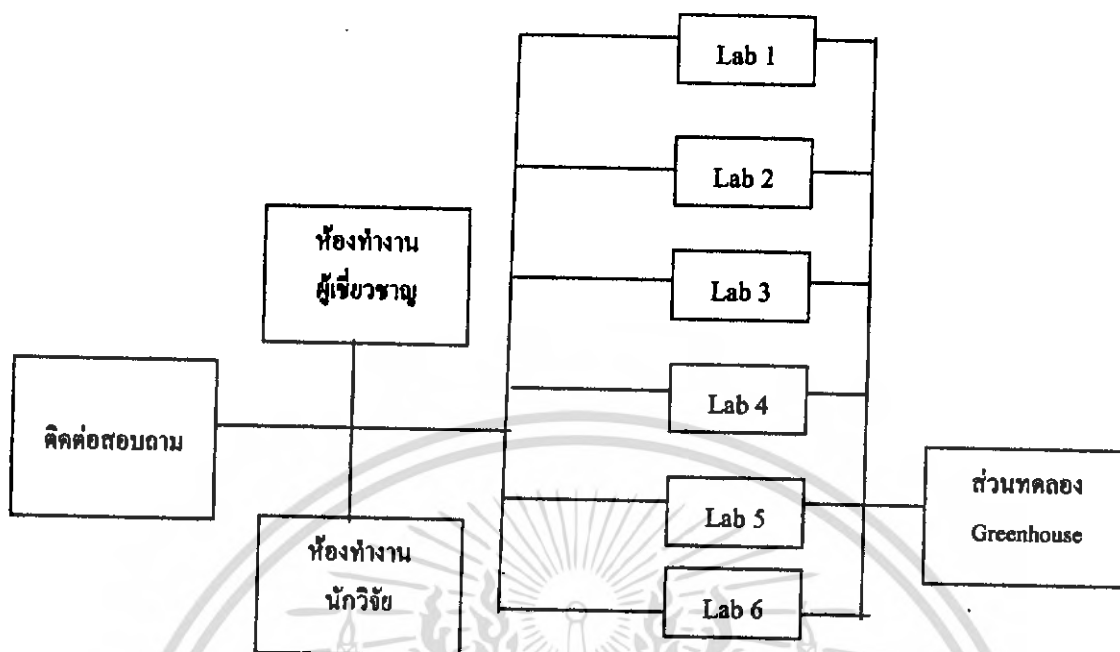 Lab 1
Lab 2
ห้องทำงาน
ผู้เชี่ยวชาญ
Lab 3
ติดต่อสอบถาม
Lab 4
ส่วนทดลอง
Greenhouse
Lab 5
ห้องทำงาน
นักวิจัย
Lab 6